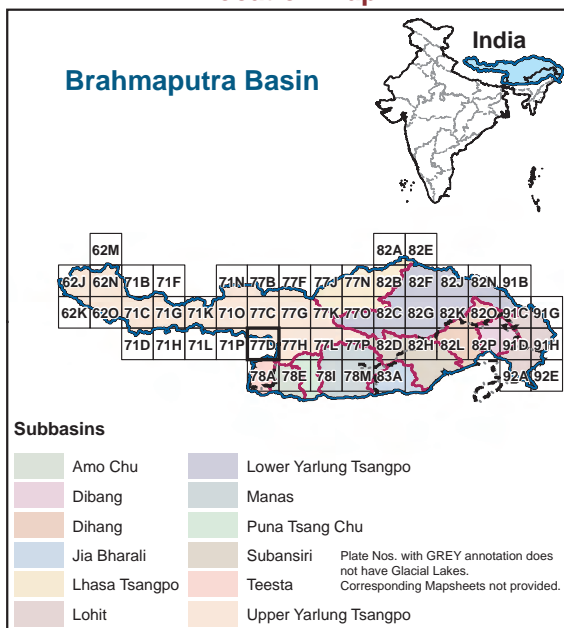 India
Brahmaputra Basin
62M 82A 82E
62J 62N 71B 71F 71N 77B 77F 77J 77N 82B 82F 82J 82N 91B
62K 62O 71C 71G 71K 71O 77C 77G 77K 77O 82C 82G 82K 82O 91C 91G
71D 71H 71L 71P 77D 77H 77L 77P 82D 82H 82L 82P 91D 91H
78A 78E 78I 78M 83A 92A 92E
Subbasins
Amo Chu
Dibang
Dihang
Jia Bharali
Lhasa Tsangpo
Lohit
Lower Yarlung Tsangpo
Manas
Puna Tsang Chu
Subansiri
Teesta
Upper Yarlung Tsangpo
Plate Nos. with GREY annotation does
not have Glacial Lakes.
Corresponding Mapsheets not provided.